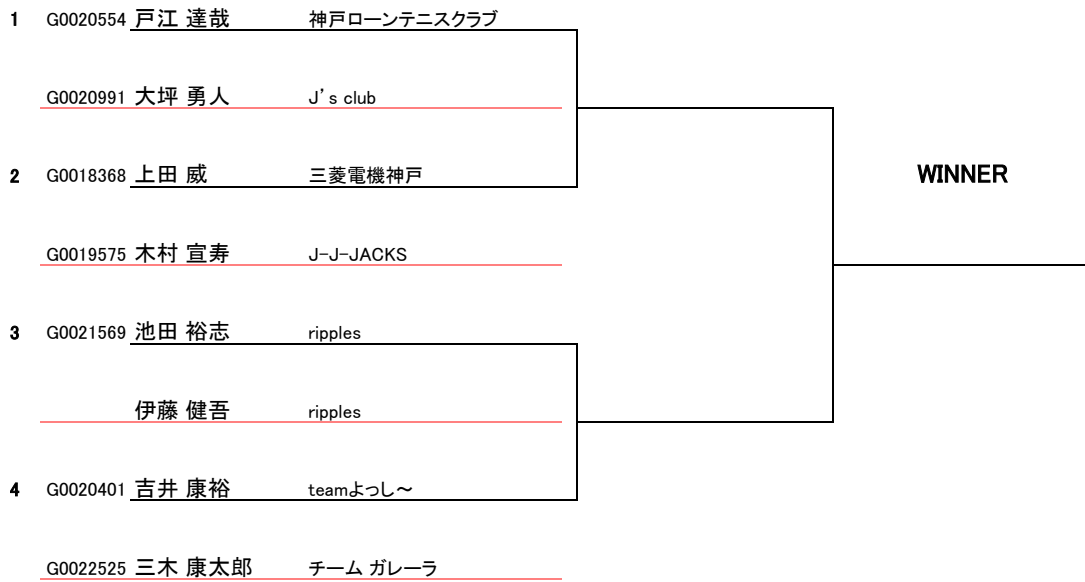 1 G0020554 戸江 達哉 神戸ローンテニスクラブ
G0020991 大坪 勇人 J's club
2 G0018368 上田 威 三菱電機神戸
WINNER
G0019575 木村 宣寿 J-J-JACKS
3 G0021569 池田 裕志 ripples
伊藤 健吾 ripples
4 G0020401 吉井 康裕 teamよっし～
G0022525 三木 康太郎 チーム ガレーラ